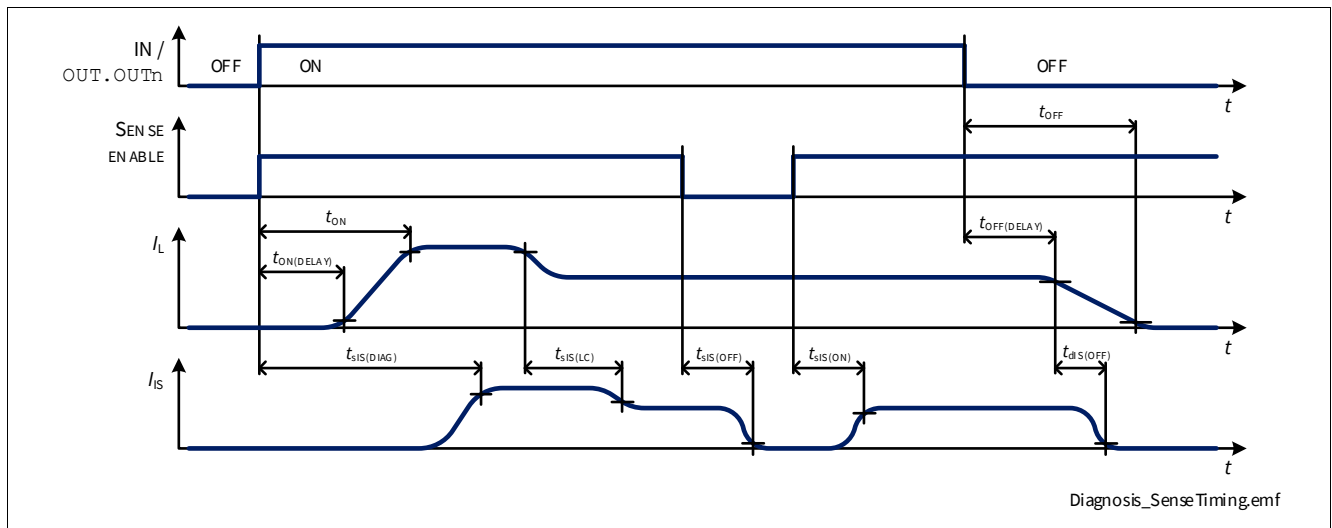 IN /
OUT.OUTn
OFF
ON
OFF
t
tOFF
SENSE
ENABLE
t
tON
tOFF(DELAY)
IL
tON(DELAY)
t
tsIS(DIAG)
tsIS(LC)
tsIS(OFF)
tsIS(ON)
tdIS(OFF)
IIS
t
Diagnosis_SenseTiming.emf